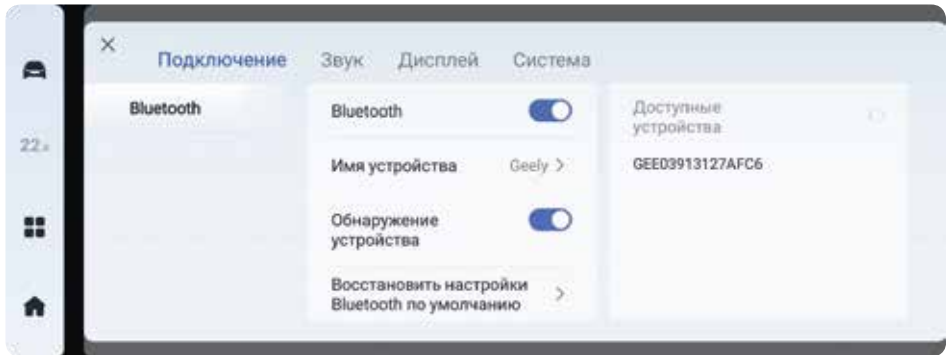 Подключение Звук Дисплей Система
Bluetooth
22
Bluetooth
Имя устройства Geely >
Обнаружение
устройства
Восстановить настройки
Bluetooth по умолчанию >
Доступные
устройства
GEE03913127AFC6